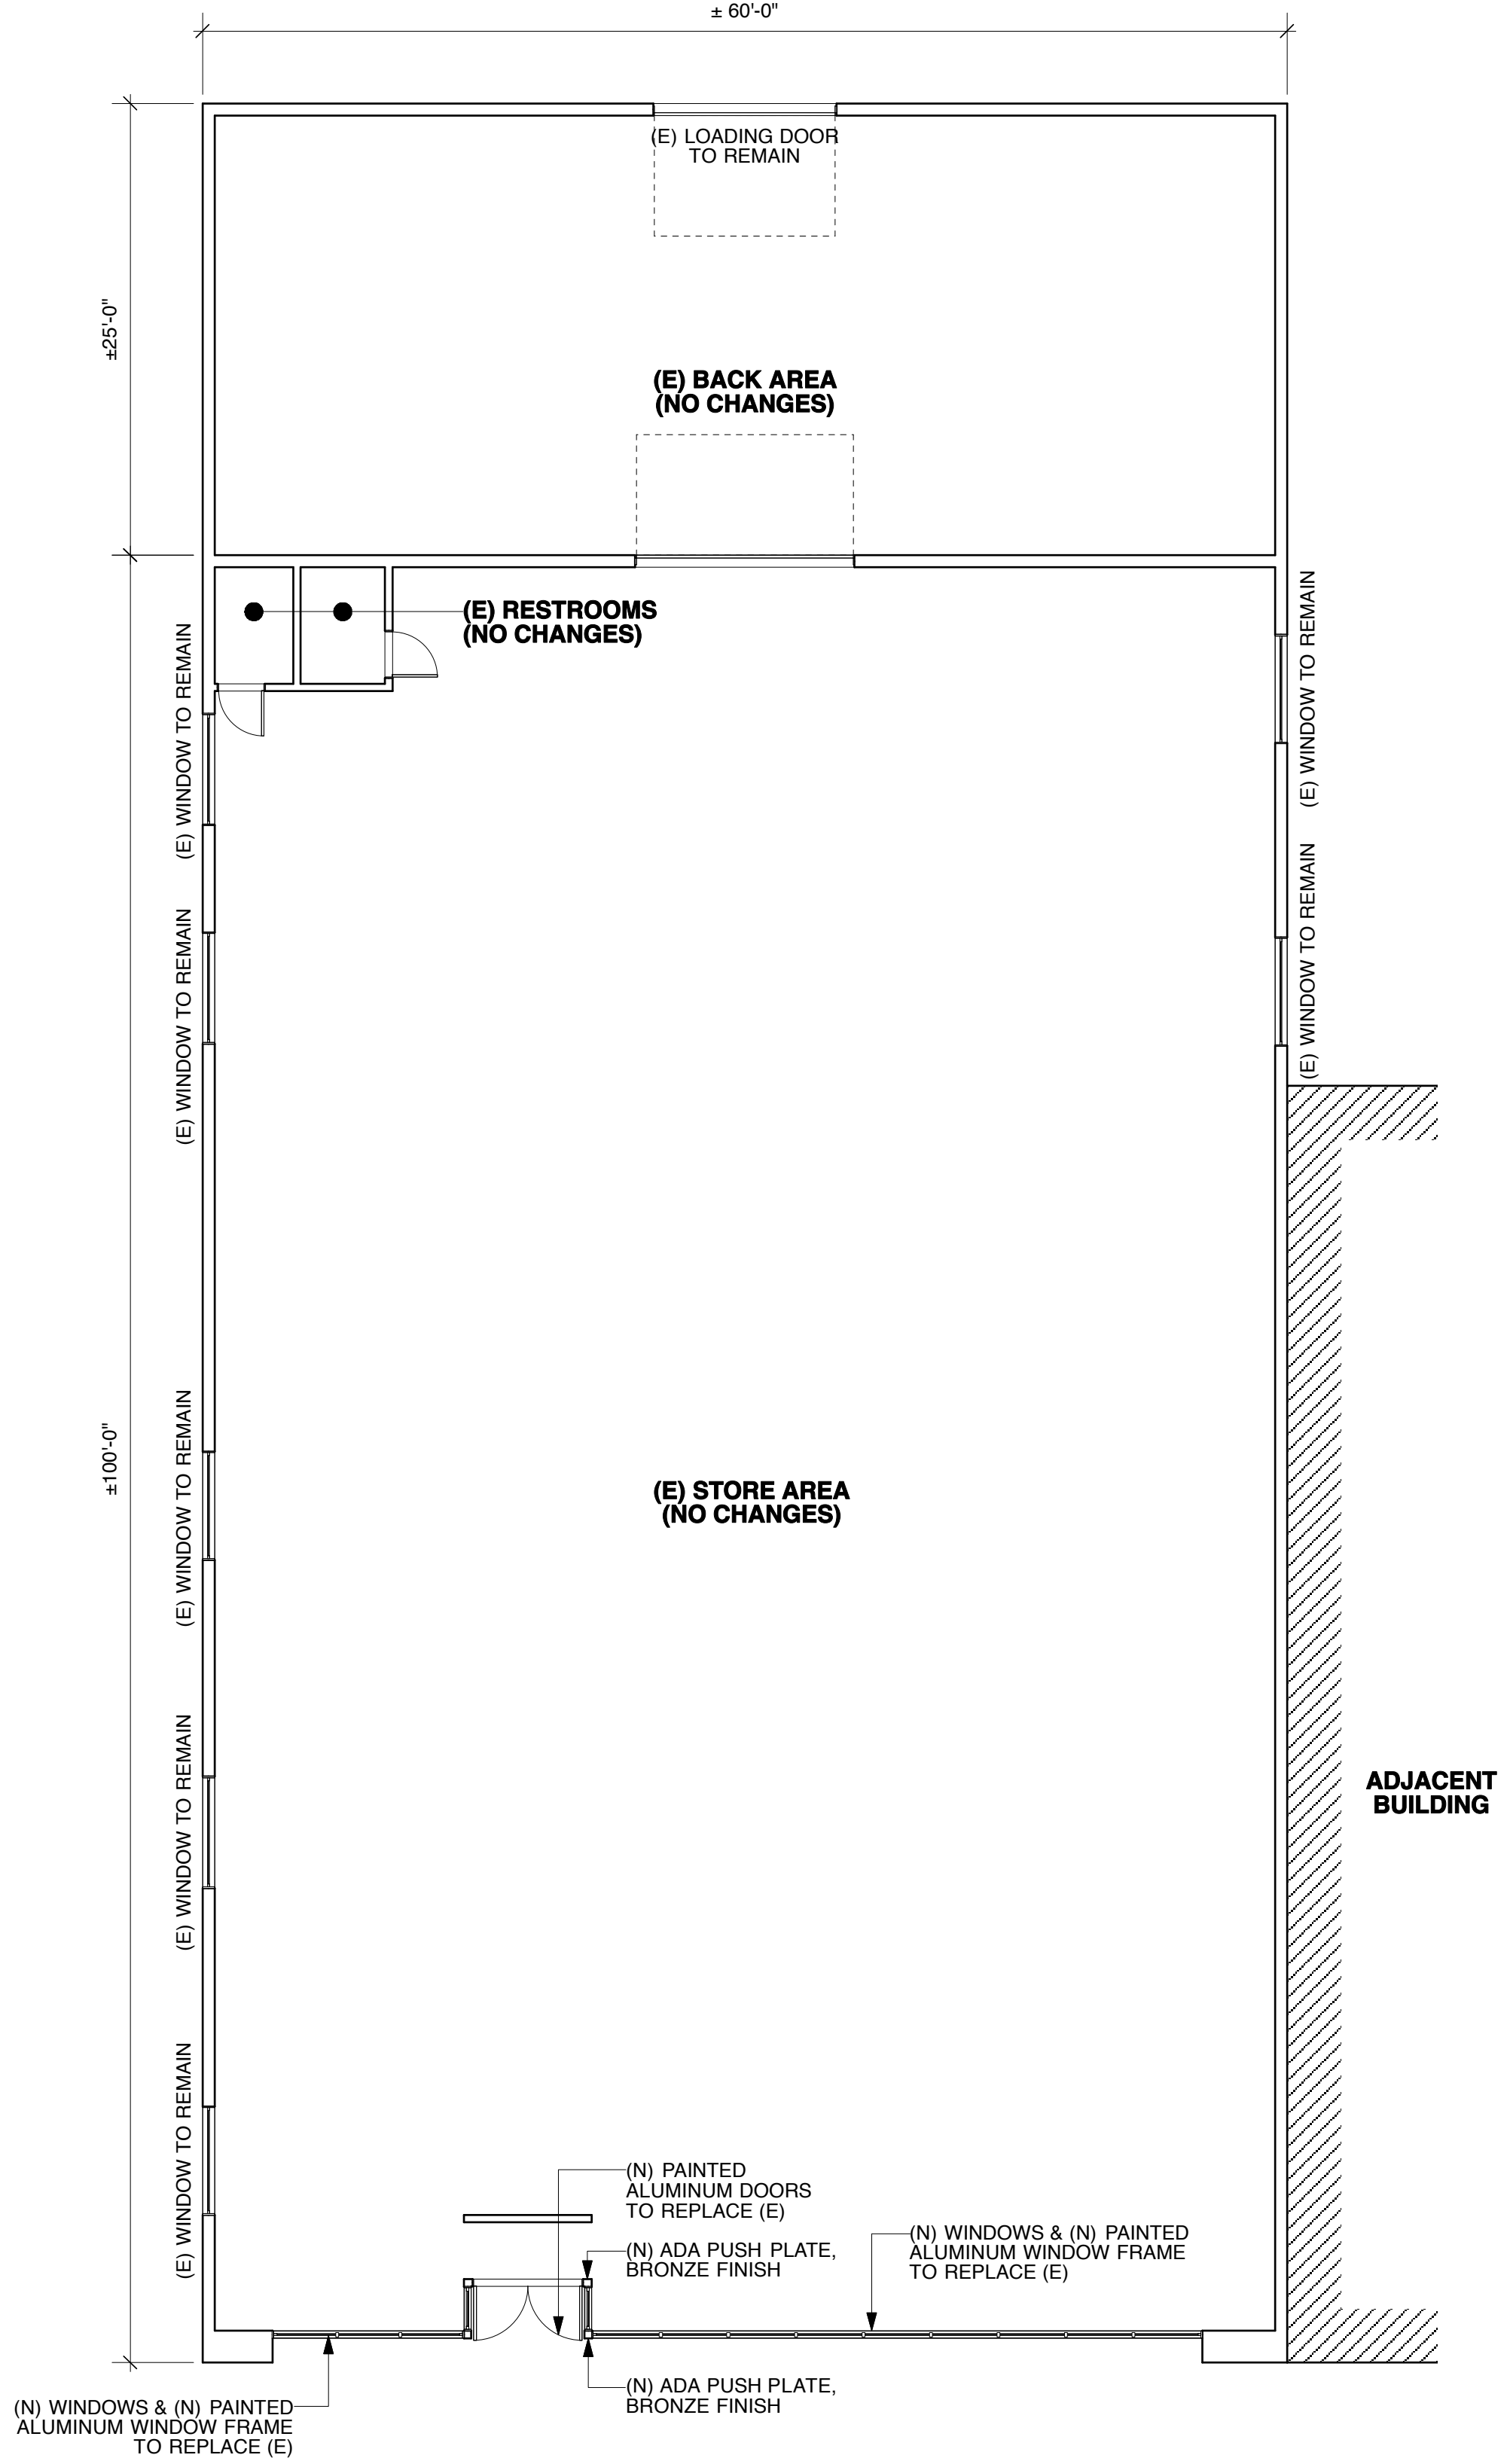 ± 60'-0"
(E) LOADING DOOR
TO REMAIN
±25'-0"
(E) BACK AREA
(NO CHANGES)
(E) RESTROOMS
(NO CHANGES)
(E) WINDOW TO REMAIN
(E) WINDOW TO REMAIN
(E) WINDOW TO REMAIN
(E) WINDOW TO REMAIN
(E) WINDOW TO REMAIN
±100'-0"
(E) STORE AREA
(NO CHANGES)
(E) WINDOW TO REMAIN
(E) WINDOW TO REMAIN
ADJACENT
BUILDING
(E) WINDOW TO REMAIN
(N) PAINTED
ALUMINUM DOORS
TO REPLACE (E)
(N) ADA PUSH PLATE,
BRONZE FINISH
(N) WINDOWS & (N) PAINTED
ALUMINUM WINDOW FRAME
TO REPLACE (E)
(N) ADA PUSH PLATE,
BRONZE FINISH
(N) WINDOWS & (N) PAINTED
ALUMINUM WINDOW FRAME
TO REPLACE (E)